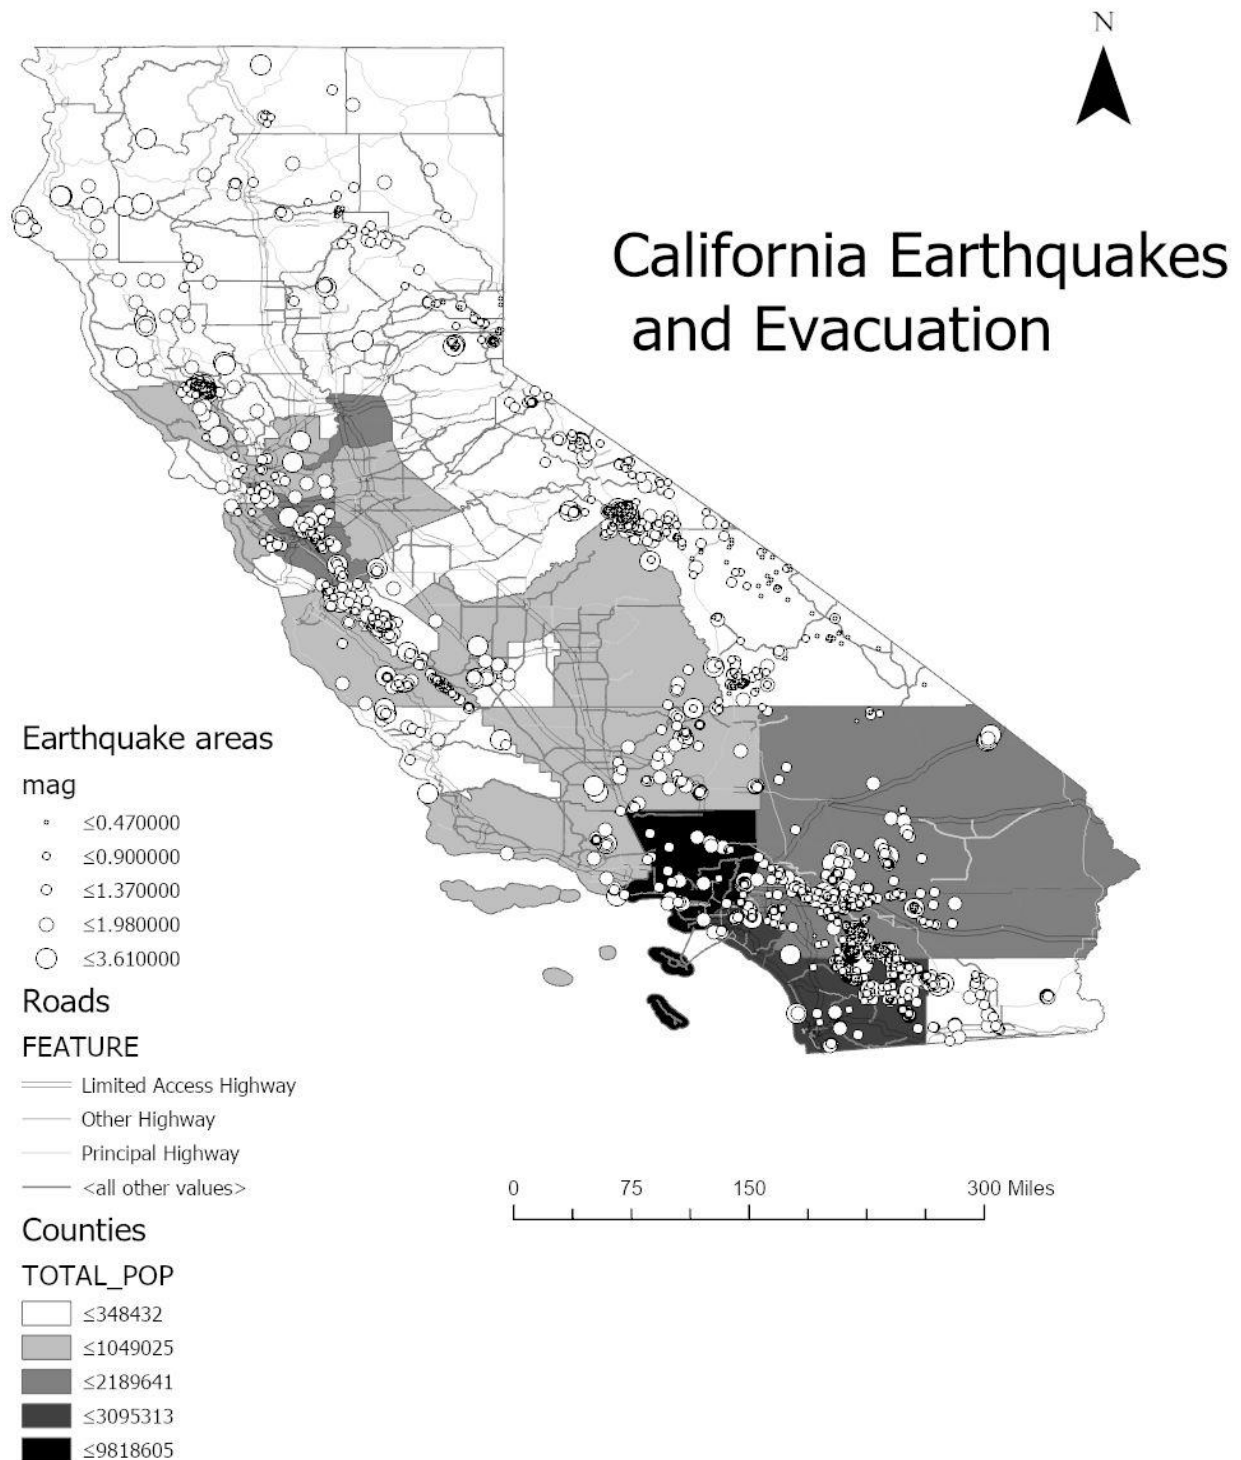 N
California Earthquakes
and Evacuation
Earthquake areas
mag
≤0.470000
≤0.900000
≤1.370000
≤1.980000
≤3.610000
Roads
FEATURE
Limited Access Highway
Other Highway
Principal Highway
<all other values>
0 75 150 300 Miles
Counties
TOTAL_POP
≤348432
≤1049025
≤2189641
≤3095313
≤9818605